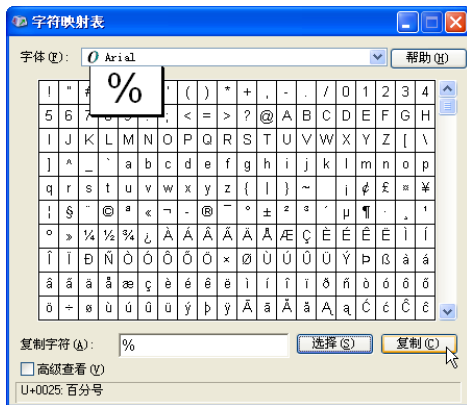 字符映射表
字体(F): O Arial 帮助(H)
%
! " # ' ( ) * + , - . / 0 1 2 3 4
5 6 7 ; < = > ? @ A B C D E F G H
I J K L M N O P Q R S T U V W X Y Z [ \
] ^ _ ` a b c d e f g h i j k l m n o p
q r s t u v w x y z { | } ~ ¡ ¢ £ ¤ ¥
¦ § ¨ © ª « ¬ - ® ¯ ° ± ² ³ ´ µ ¶ · ¸ ¹
º » ¼ ½ ¾ ¿ À Á Â Ã Ä Å Æ Ç È É Ê Ë Ì Í
Î Ï Ð Ñ Ò Ó Ô Õ Ö × Ø Ù Ú Û Ü Ý Þ ß à á
â ã ä å æ ç è é ê ë ì í î ï ð ñ ò ó ô õ
ö ÷ ø ù ú û ü ý þ ÿ Ā ā Ă ă Ą ą Ć ć Ĉ ĉ
复制字符(A): % 选择(S) 复制(C)
高级查看(V)
U+0025: 百分号